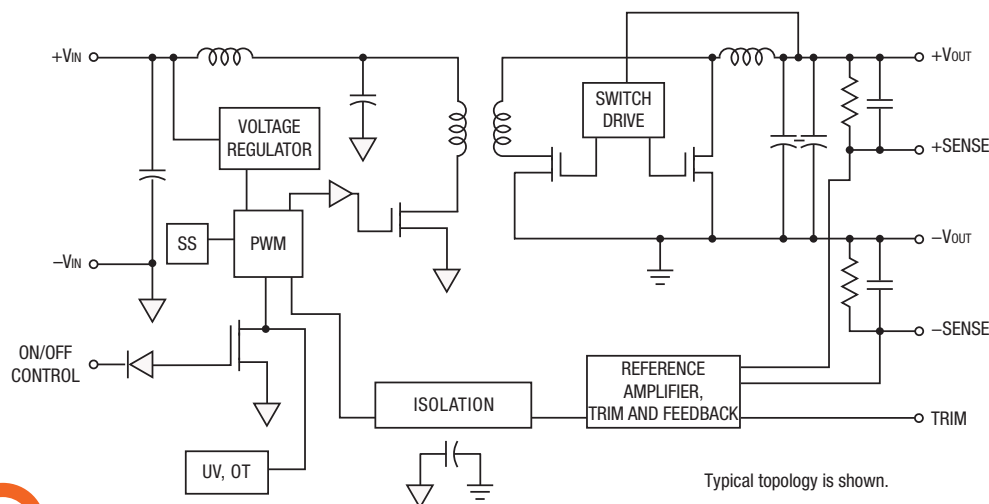 +VIN
+VOUT
SWITCH
DRIVE
VOLTAGE
REGULATOR
+SENSE
SS
PWM
−VOUT
−VIN
−SENSE
ON/OFF
CONTROL
REFERENCE
AMPLIFIER,
TRIM AND FEEDBACK
ISOLATION
TRIM
UV, OT
Typical topology is shown.